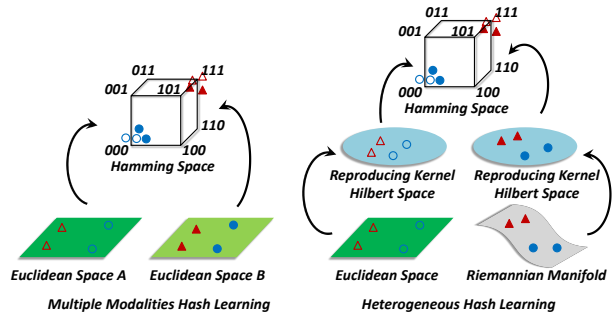 011 111
001 101
110
000 100
Hamming Space
Euclidean Space A Euclidean Space B
Multiple Modalities Hash Learning
011 111
001 101
110
000 100
Hamming Space
Reproducing Kernel
Hilbert Space
Reproducing Kernel
Hilbert Space
Euclidean Space Riemannian Manifold
Heterogeneous Hash Learning